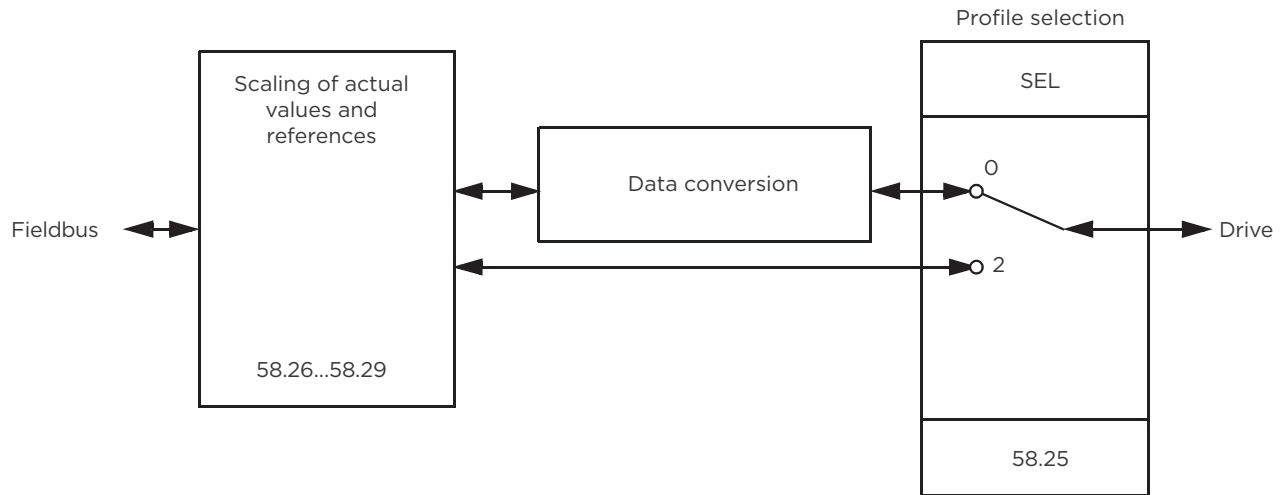 Profile selection
SEL
Scaling of actual
values and
references
Data conversion
0
Fieldbus
Drive
2
58.26...58.29
58.25